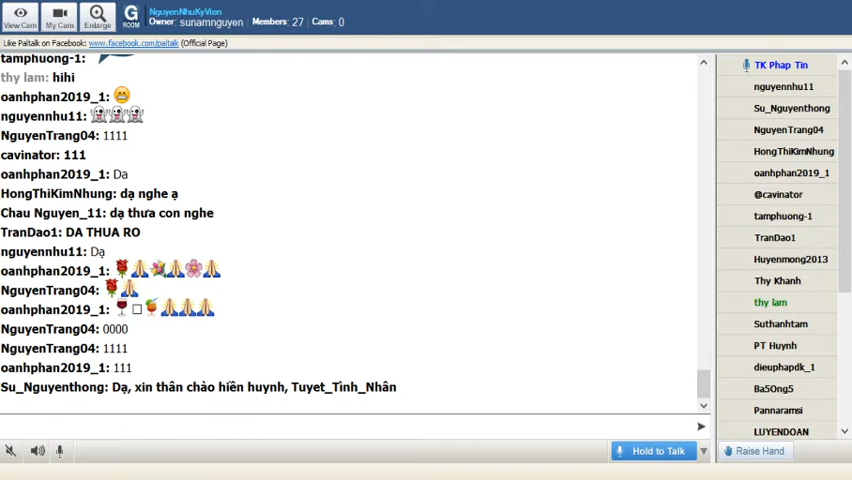 View Cam
My Cam
Enlarge
G
ROOM
NguyenNhuKyVien
Owner: sunamnguyen Members: 27 Cams: 0
Like Paltalk on Facebook: www.facebook.com/paltalk (Official Page)
tamphuong-1:
thy lam: hihi
oanhphan2019_1:
nguyennhu11:
NguyenTrang04: 1111
cavinator: 111
oanhphan2019_1: Da
HongThiKimNhung: dạ nghe ạ
Chau Nguyen_11: dạ thưa con nghe
TranDao1: DA THUA RO
nguyennhu11: Dạ
oanhphan2019_1:
NguyenTrang04:
oanhphan2019_1:
NguyenTrang04: 0000
NguyenTrang04: 1111
oanhphan2019_1: 111
Su_Nguyenthong: Dạ, xin thân chào hiền huynh, Tuyet_Tình_Nhân
Hold to Talk
TK Phap Tin
nguyennhu11
Su_Nguyenthong
NguyenTrang04
HongThiKimNhung
oanhphan2019_1
@cavinator
tamphuong-1
TranDao1
Huyenmong2013
Thy Khanh
thy lam
Suthanhtam
PT Huynh
dieuphapdk_1
Ba5Ong5
Pannaramsi
LUYENDOAN
Raise Hand